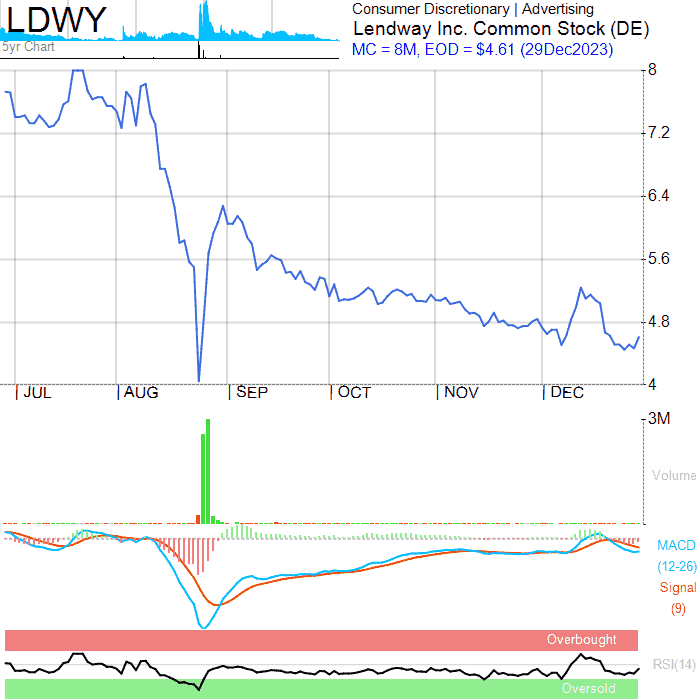 LDWY
5yr Chart
Consumer Discretionary | Advertising
Lendway Inc. Common Stock (DE)
MC = 8M, EOD = $4.61 (29Dec2023)
8
7.2
6.4
5.6
4.8
4
JUL AUG SEP OCT NOV DEC
3M
Volume
MACD
(12-26)
Signal
(9)
Overbought
RSI(14)
Oversold